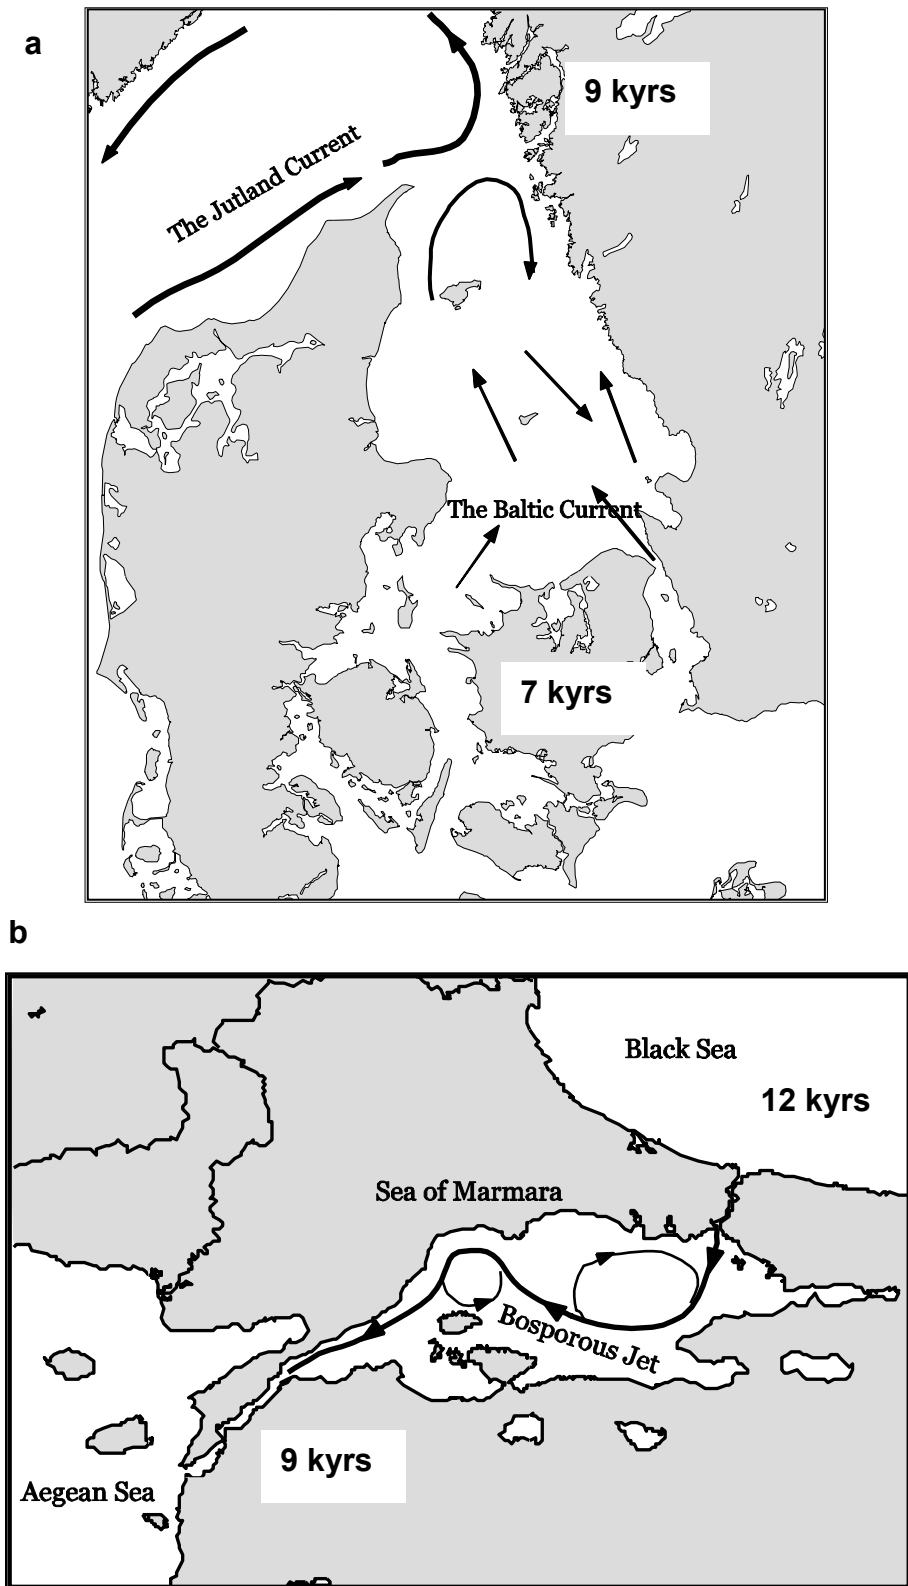 a
9 kyrs
The Jutland Current
The Baltic Current
7 kyrs
b
Black Sea
12 kyrs
Sea of Marmara
Bosporous Jet
9 kyrs
Aegean Sea